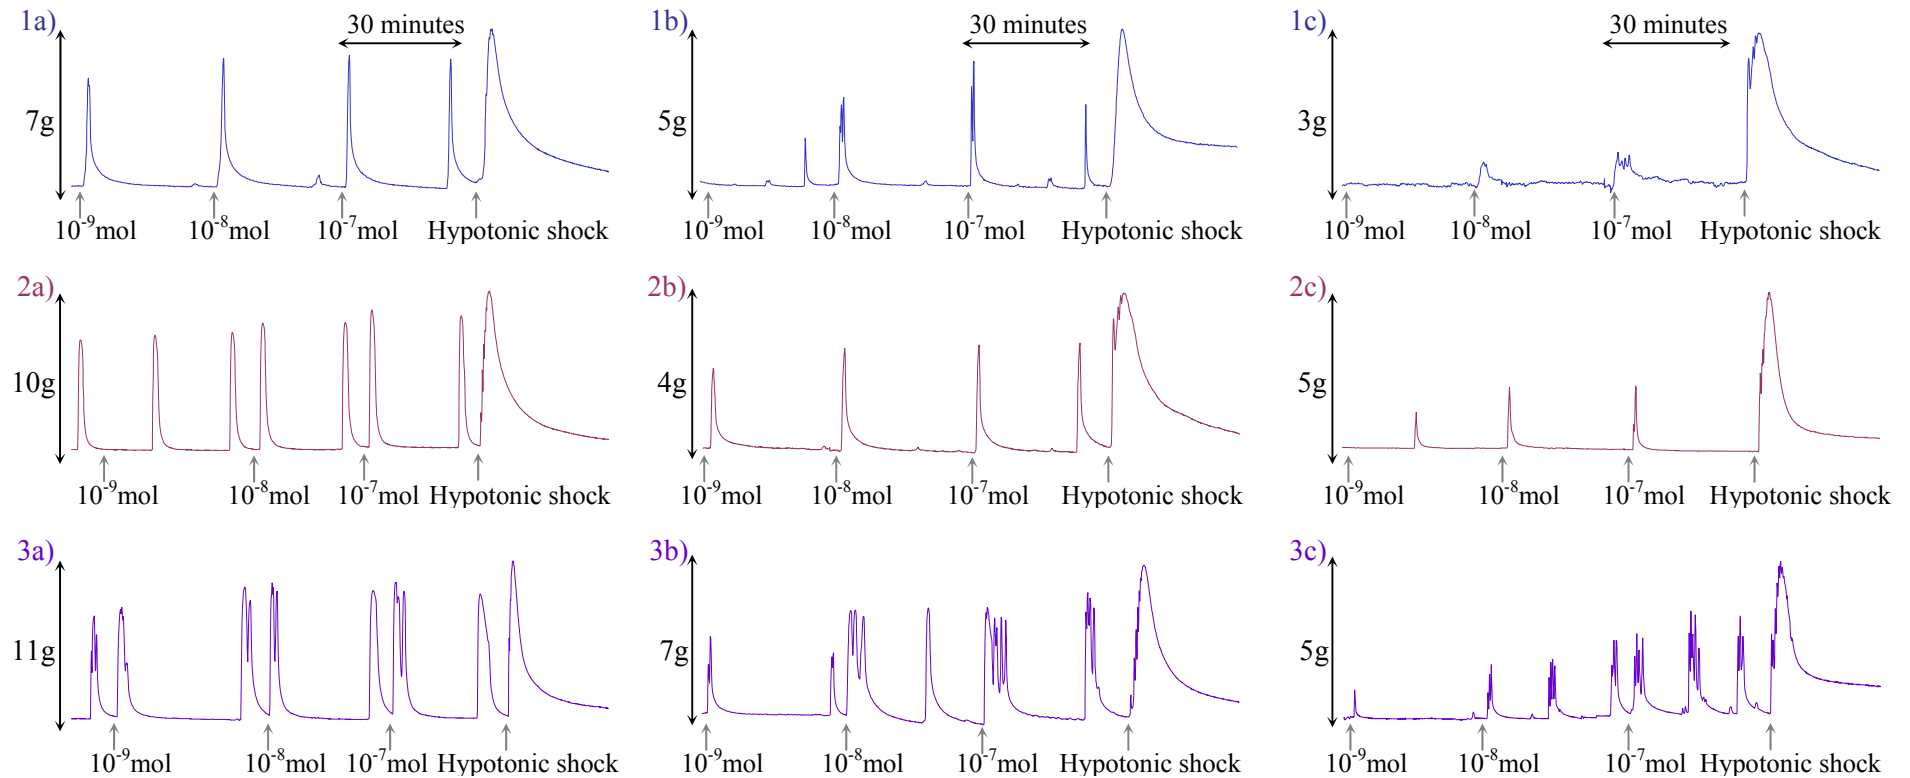 1a) 1b) 1c)
30 minutes 30 minutes 30 minutes
7g 5g 3g
10⁻⁹mol 10⁻⁸mol 10⁻⁷mol Hypotonic shock 10⁻⁹mol 10⁻⁸mol 10⁻⁷mol Hypotonic shock 10⁻⁹mol 10⁻⁸mol 10⁻⁷mol Hypotonic shock
2a) 2b) 2c)
10g 4g 5g
10⁻⁹mol 10⁻⁸mol 10⁻⁷mol Hypotonic shock 10⁻⁹mol 10⁻⁸mol 10⁻⁷mol Hypotonic shock 10⁻⁹mol 10⁻⁸mol 10⁻⁷mol Hypotonic shock
3a) 3b) 3c)
11g 7g 5g
10⁻⁹mol 10⁻⁸mol 10⁻⁷mol Hypotonic shock 10⁻⁹mol 10⁻⁸mol 10⁻⁷mol Hypotonic shock 10⁻⁹mol 10⁻⁸mol 10⁻⁷mol Hypotonic shock